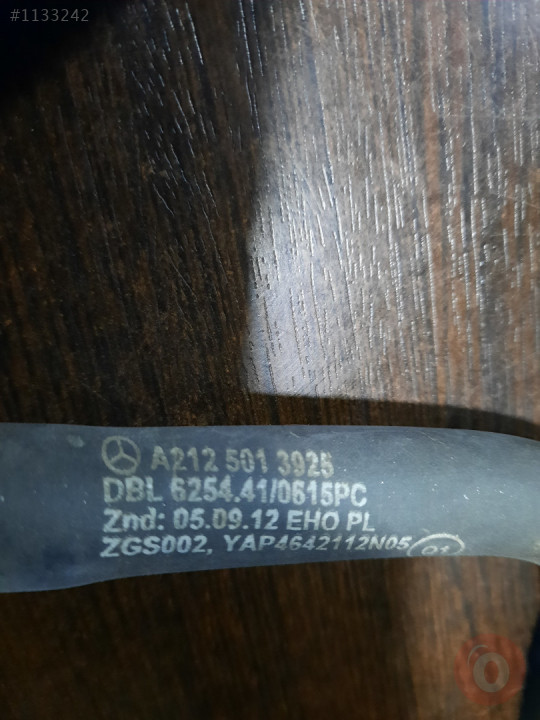 #1133242
A212 501 3925
DBL 6254.41/0615PC
Znd: 05.09.12 EHO PL
ZGS002, YAP4642112N05 01